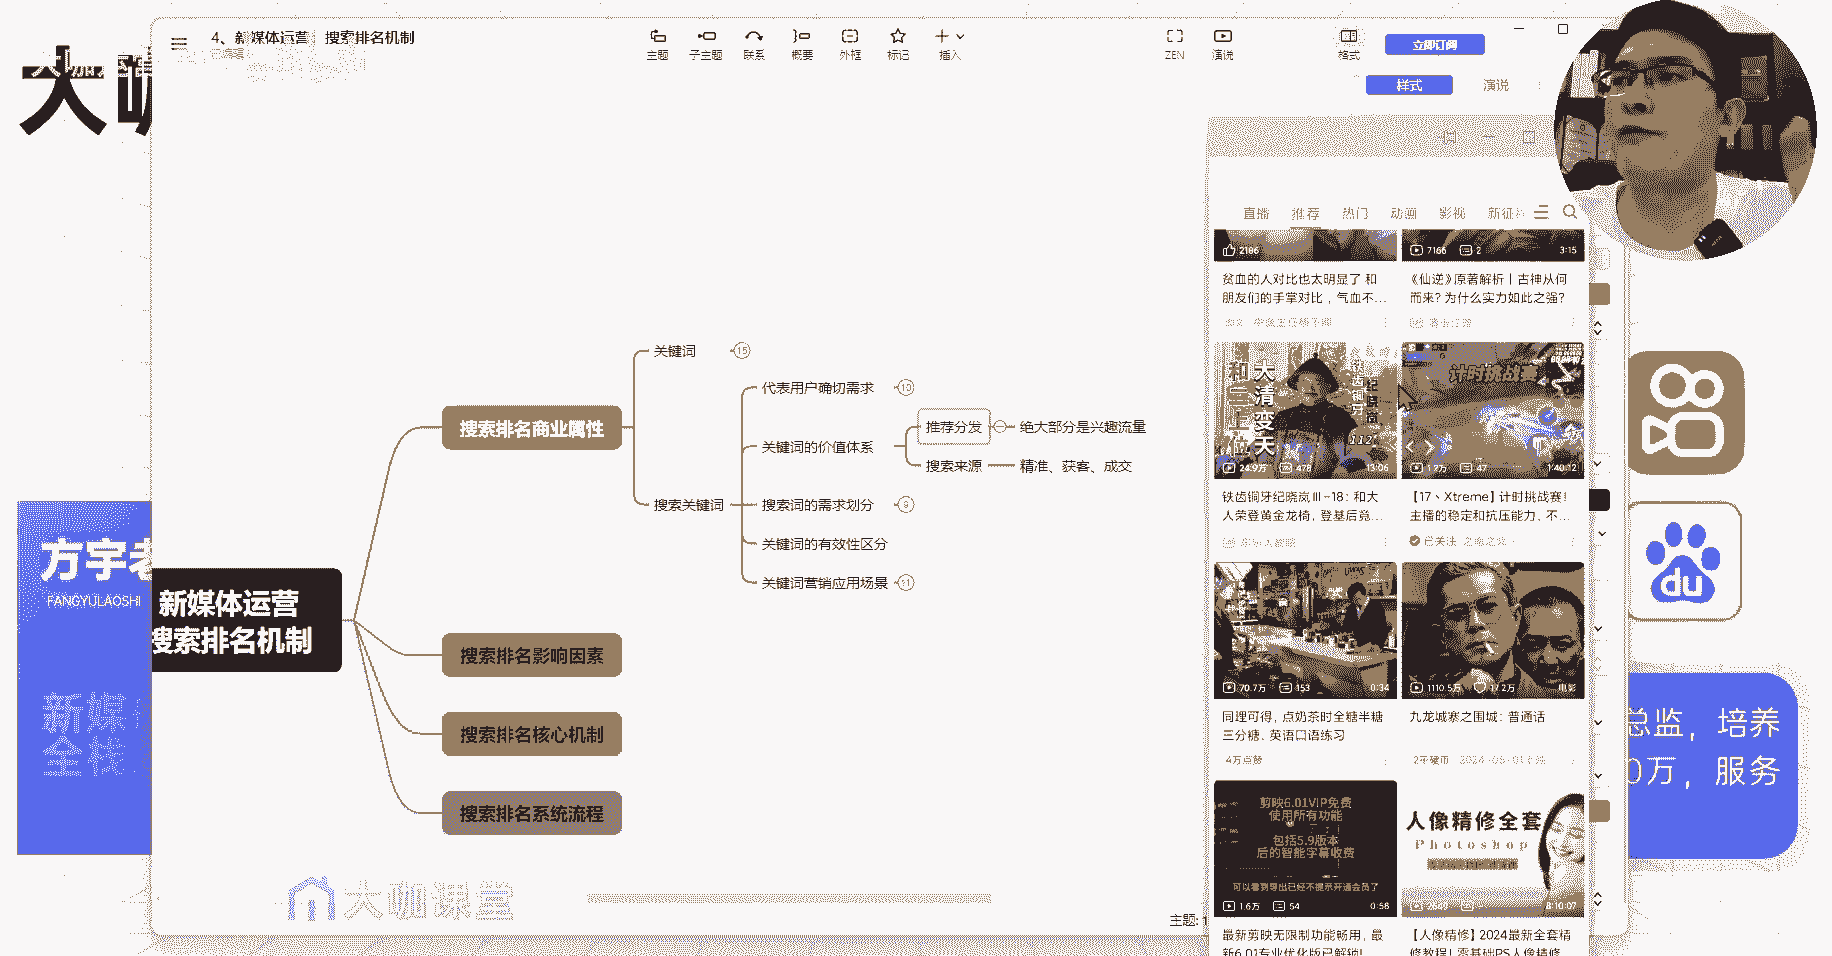 大咖
4、新媒体运营 搜索排名机制
已编辑
主题
子主题
联系
概要
外框
标记
插入
ZEN
演说
格式
立即订阅
样式
演说
方宇老
FANGYULAOSHI
新媒体
全栈
新媒体运营
搜索排名机制
搜索排名商业属性
搜索排名影响因素
搜索排名核心机制
搜索排名系统流程
关键词
15
搜索关键词
代表用户确切需求
10
关键词的价值体系
推荐分发
绝大部分是兴趣流量
搜索来源
精准、获客、成交
搜索词的需求划分
9
关键词的有效性区分
关键词营销应用场景
21
大咖课堂
主题: 1
直播
推荐
热门
动画
影视
新征
2186
7166
2
3:15
贫血的人对比也太明显了 和
朋友们的手掌对比，气血不...
《仙逆》原著解析丨古神从何
而来？为什么实力如此之强？
大清变天
和二上位
纪晓岚
112
24.9万
478
13:06
计时挑战赛
1.2万
47
1:40:12
铁齿铜牙纪晓岚Ⅲ-18：和大
人荣登黄金龙椅，登基后竟...
【17、Xtreme】计时挑战赛！
主播的稳定和抗压能力，不...
已关注
70.7万
153
0:34
1110.5万
17.2万
电影
同理可得，点奶茶时全糖半糖
三分糖，英语口语练习
九龙城寨之围城：普通话
4万点赞
剪映6.01VIP免费
使用所有功能
包括5.9版本
后的智能字幕收费
可以看到导出已经不提示开通会员了
1.6万
54
0:58
人像精修全套
Photoshop
8:10:07
最新剪映无限制功能畅用，最
新6.01专业优化版已解锁！
【人像精修】2024最新全套精
修教程！零基础PS人像精修
du
总监，培养
0万，服务